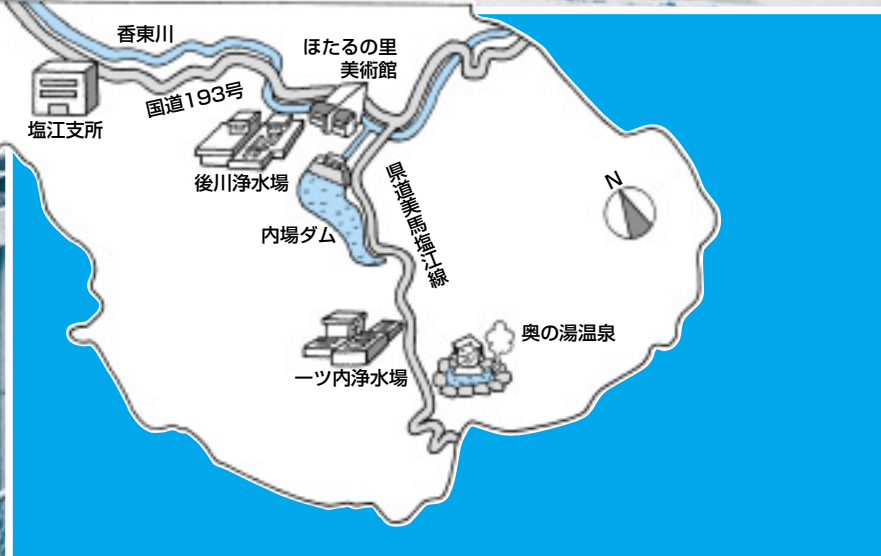 香東川
ほたるの里
美術館
国道193号
塩江支所
後川浄水場
県道美馬塩江線
N
内場ダム
奥の湯温泉
一ツ内浄水場